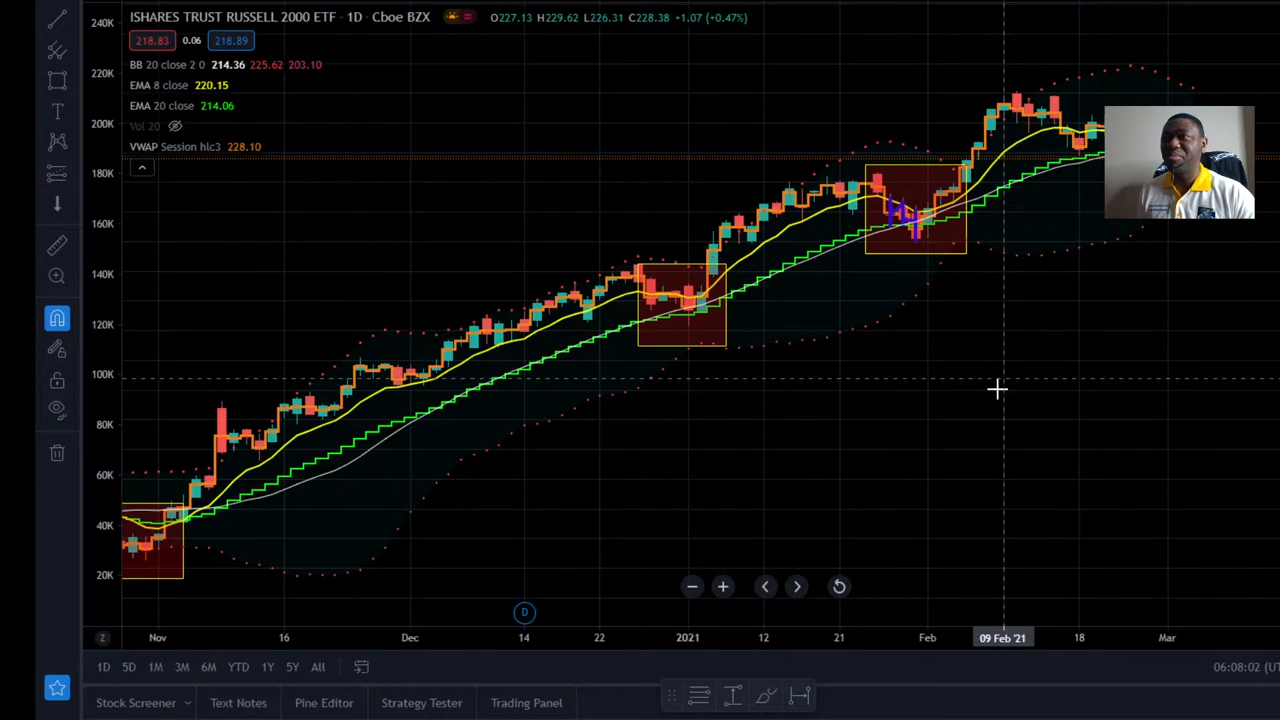 ISHARES TRUST RUSSELL 2000 ETF · 1D · Cboe BZX O227.13 H229.62 L226.31 C228.38 +1.07 (+0.47%)
218.83 0.06 218.89
BB 20 close 2 0 214.36 225.62 203.10
EMA 8 close 220.15
EMA 20 close 214.06
Vol 20
VWAP Session hlc3 228.10
240K
220K
200K
180K
160K
140K
120K
100K
80K
60K
40K
20K
D
Z Nov 16 Dec 14 22 2021 12 21 Feb 09 Feb '21 18 Mar
1D 5D 1M 3M 6M YTD 1Y 5Y All 06:08:02
Stock Screener Text Notes Pine Editor Strategy Tester Trading Panel